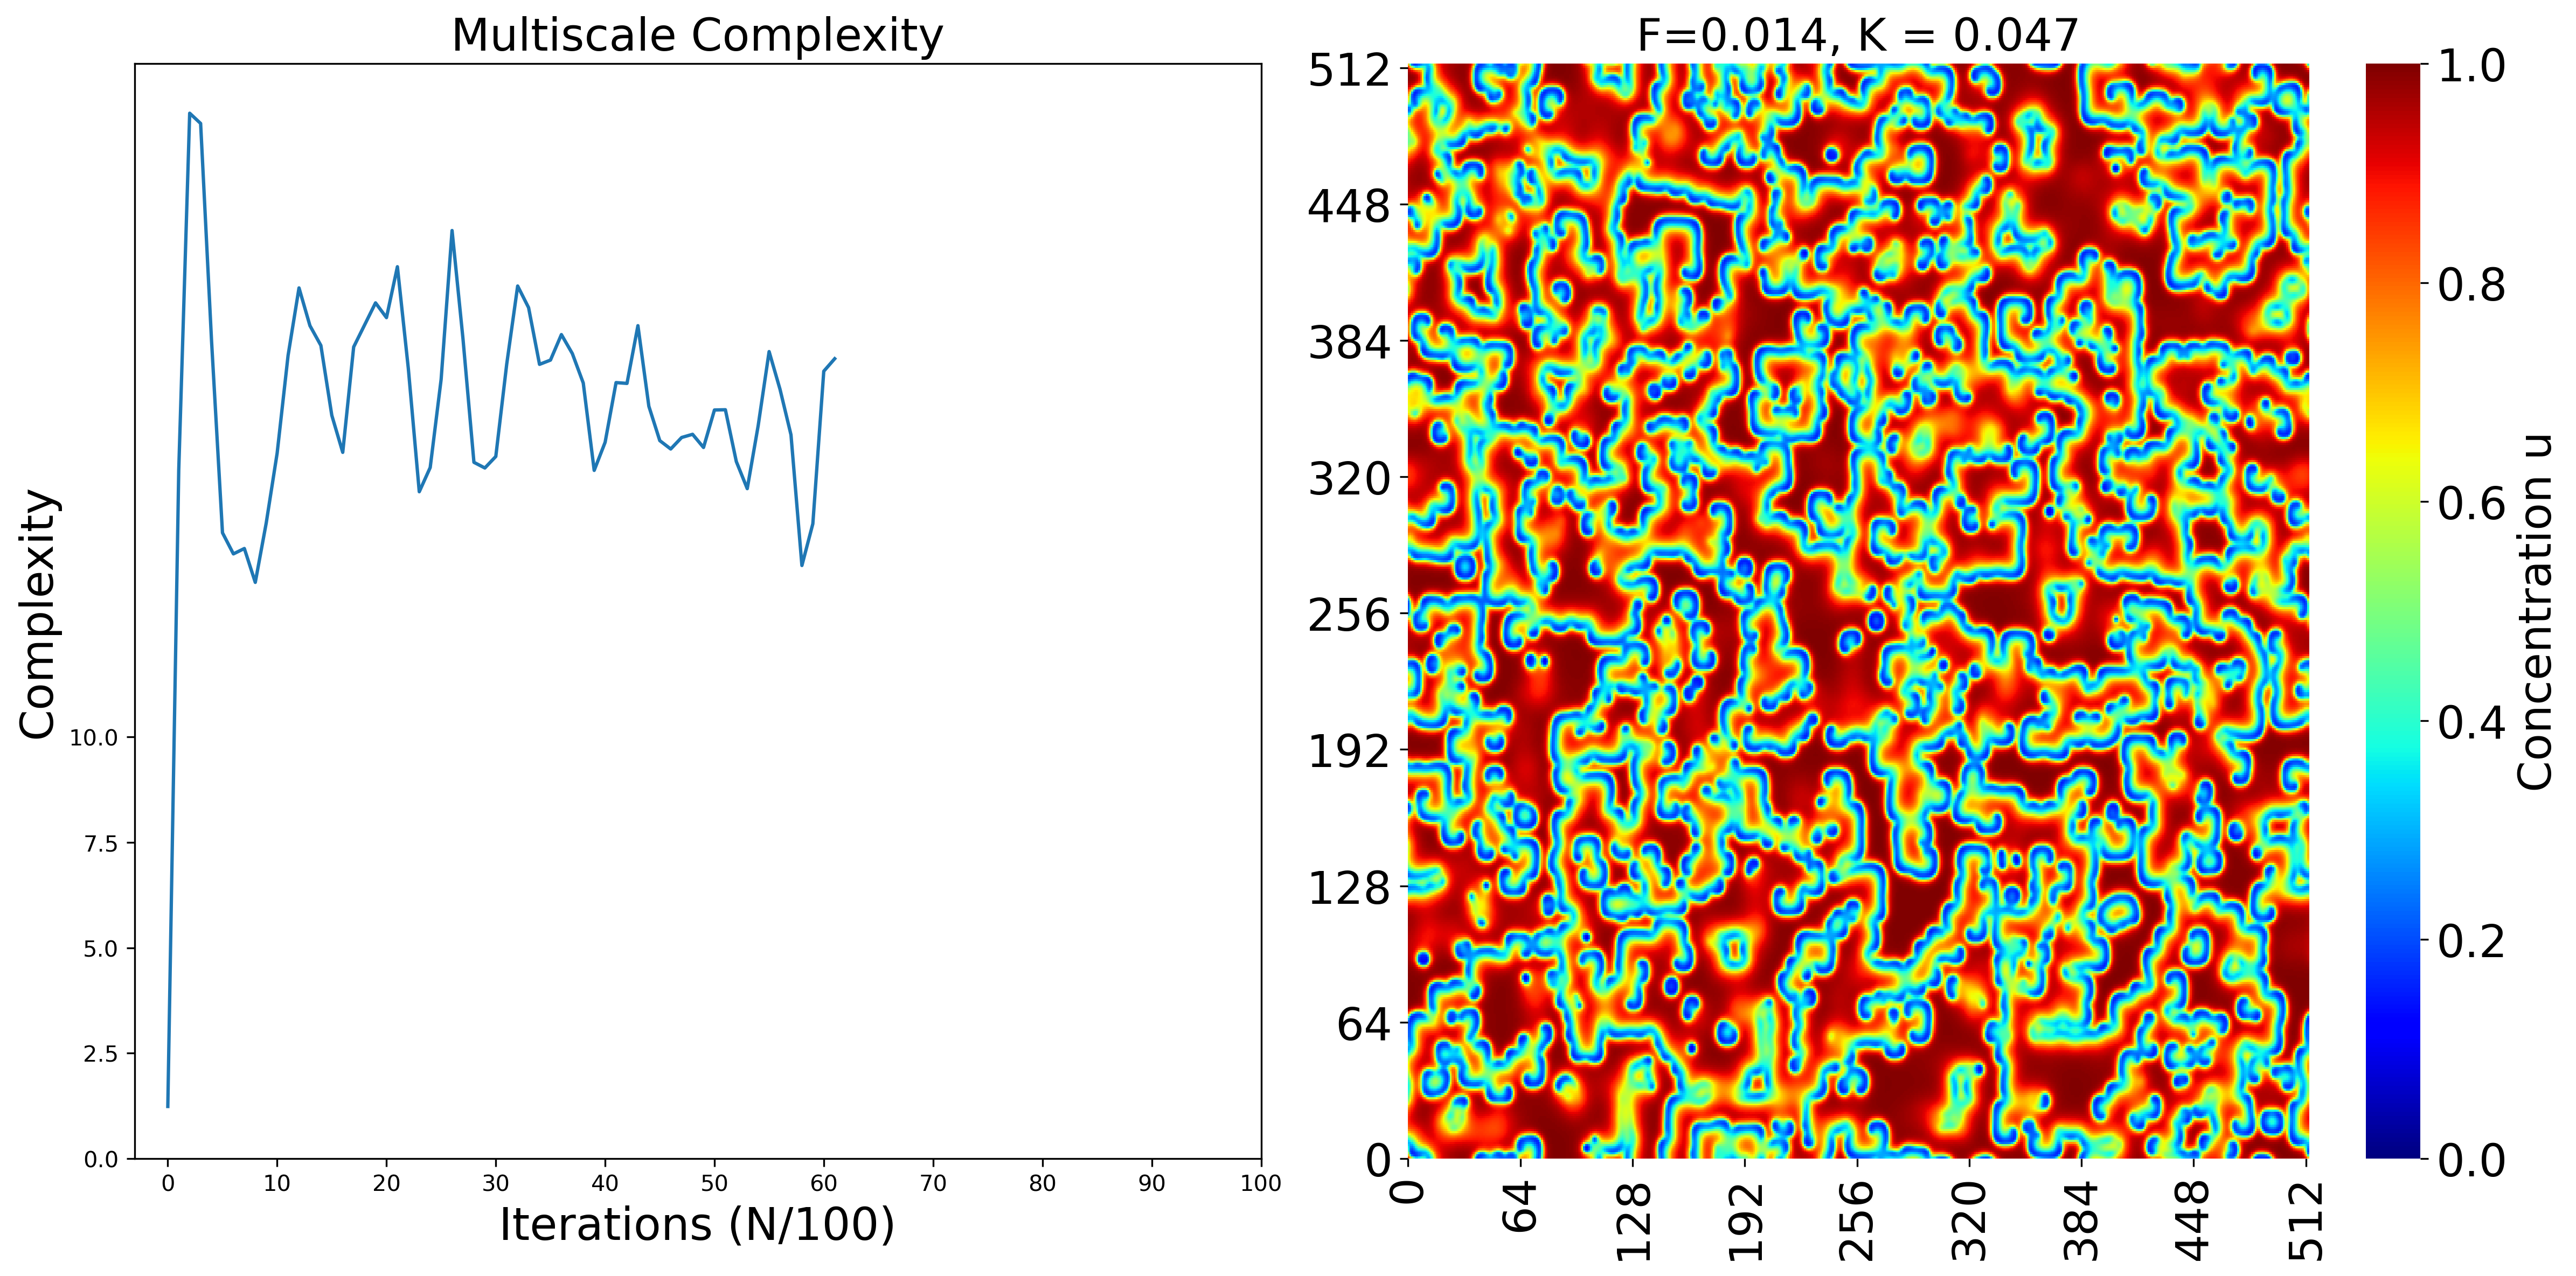 Multiscale Complexity
Complexity
10.0
7.5
5.0
2.5
0.0
0 10 20 30 40 50 60 70 80 90 100
Iterations (N/100)
F=0.014, K = 0.047
512
448
384
320
256
192
128
64
0
0 64 128 192 256 320 384 448 512
1.0
0.8
0.6
0.4
0.2
0.0
Concentration u